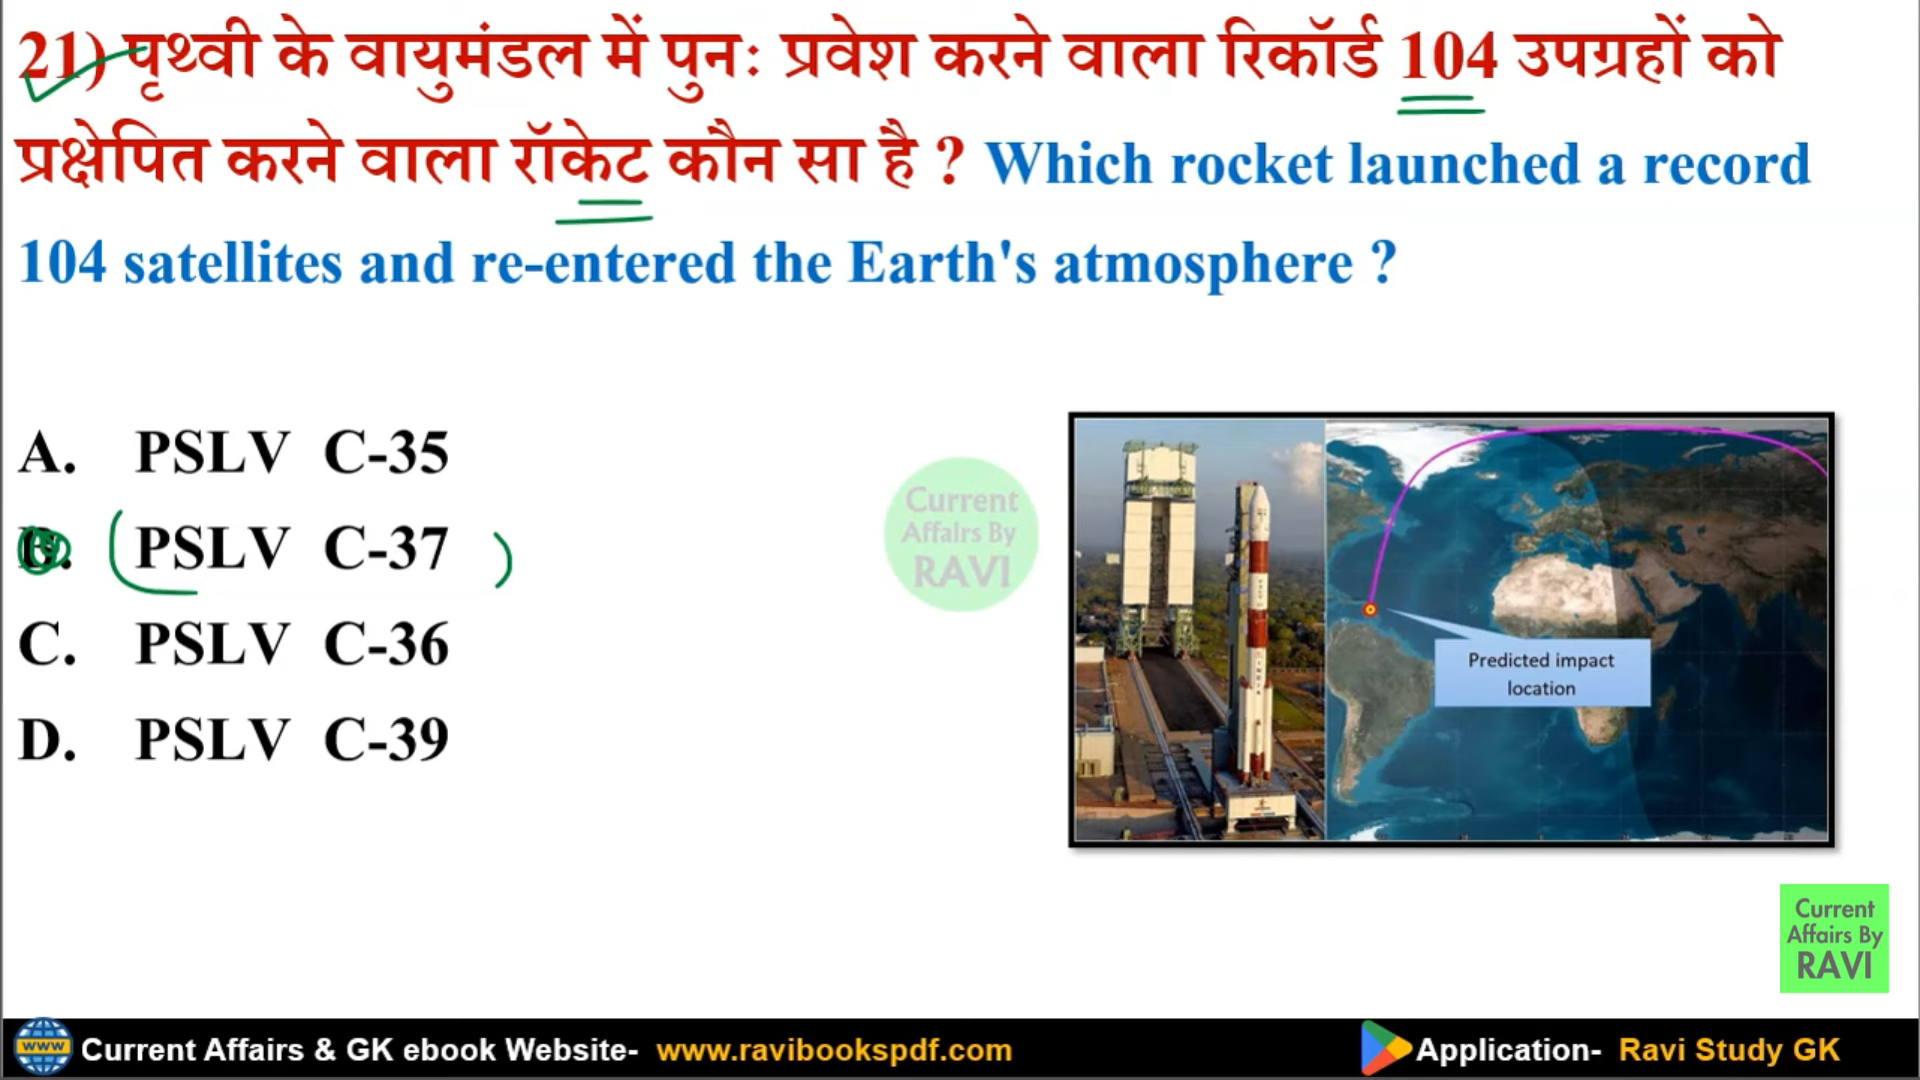 21) पृथ्वी के वायुमंडल में पुनः प्रवेश करने वाला रिकॉर्ड 104 उपग्रहों को
प्रक्षेपित करने वाला रॉकेट कौन सा है ? Which rocket launched a record
104 satellites and re-entered the Earth's atmosphere ?
A. PSLV C-35
B. PSLV C-37
C. PSLV C-36
D. PSLV C-39
Current
Affairs By
RAVI
Predicted impact
location
Current
Affairs By
RAVI
www Current Affairs & GK ebook Website- www.ravibookspdf.com
Application- Ravi Study GK